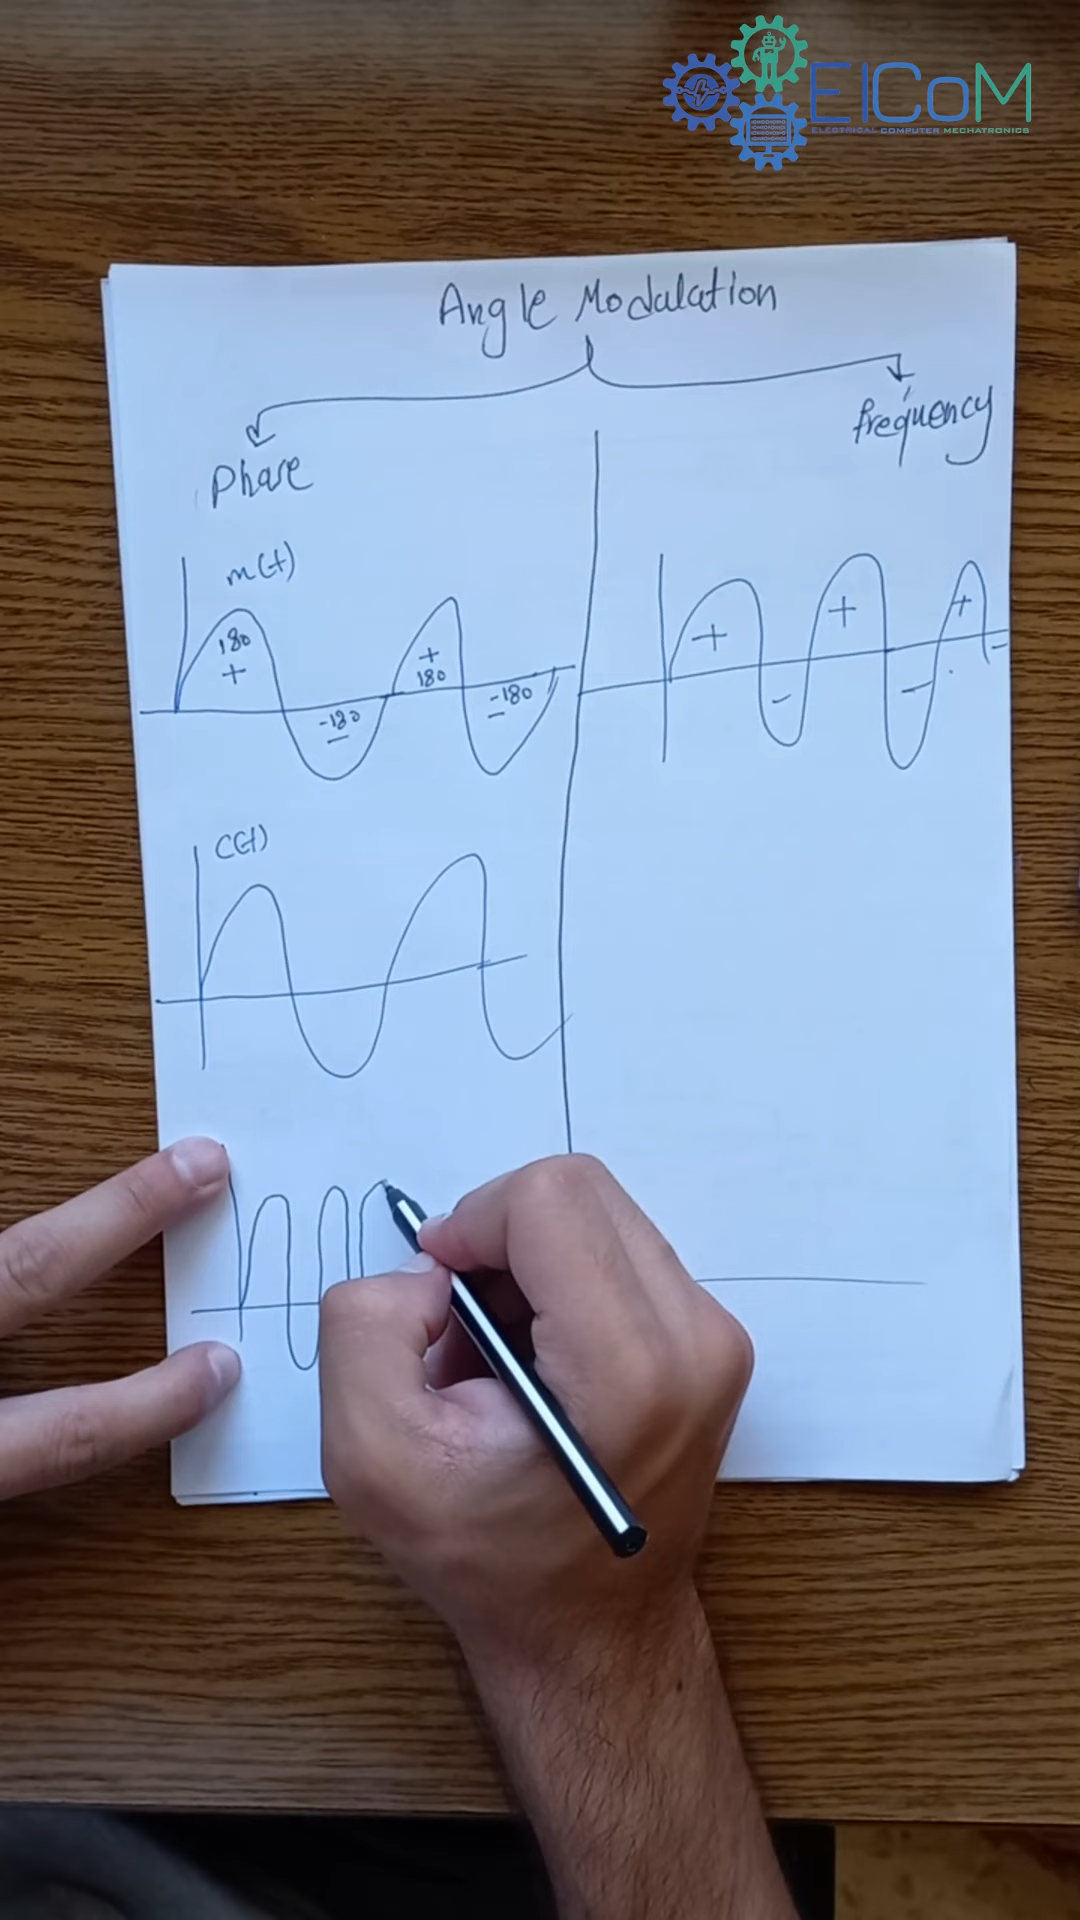 EICoM
ELECTRICAL COMPUTER MECHATRONICS
Angle Modulation
Phase
frequency
m(t)
180
+
-180
+
180
-180
+
-
+
-
+
-
C(t)